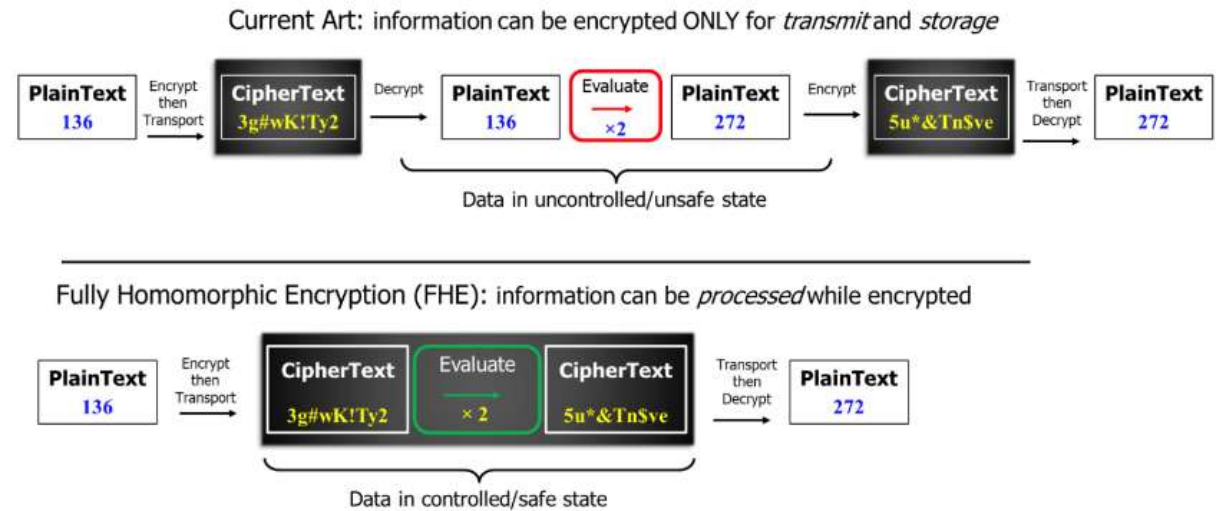 Current Art: information can be encrypted ONLY for transmit and storage
PlainText
136
Encrypt
then
Transport
CipherText
3g#wK!Ty2
Decrypt
PlainText
136
Evaluate
×2
PlainText
272
Encrypt
CipherText
5u*&Tn$ve
Transport
then
Decrypt
PlainText
272
Data in uncontrolled/unsafe state
Fully Homomorphic Encryption (FHE): information can be processed while encrypted
PlainText
136
Encrypt
then
Transport
CipherText
3g#wK!Ty2
Evaluate
× 2
CipherText
5u*&Tn$ve
Transport
then
Decrypt
PlainText
272
Data in controlled/safe state